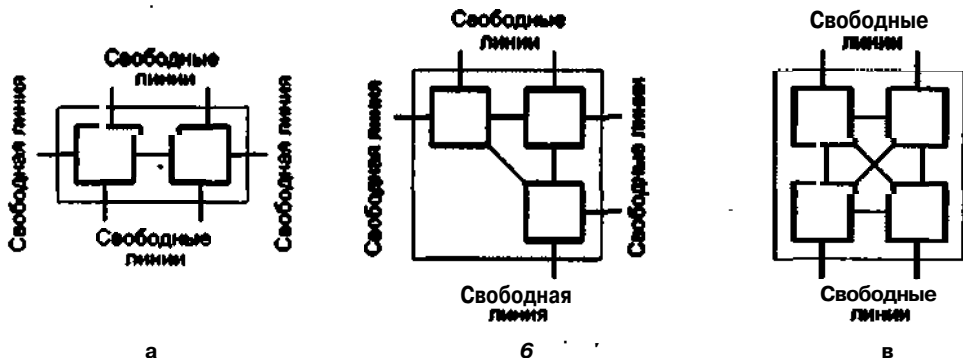 Свободные
линии
Свободная линия
Свободная линия
Свободные
линии
а
Свободные
линии
Свободная линия
Свободные линии
Свободная
линия
б
Свободные
линии
Свободные
линии
в